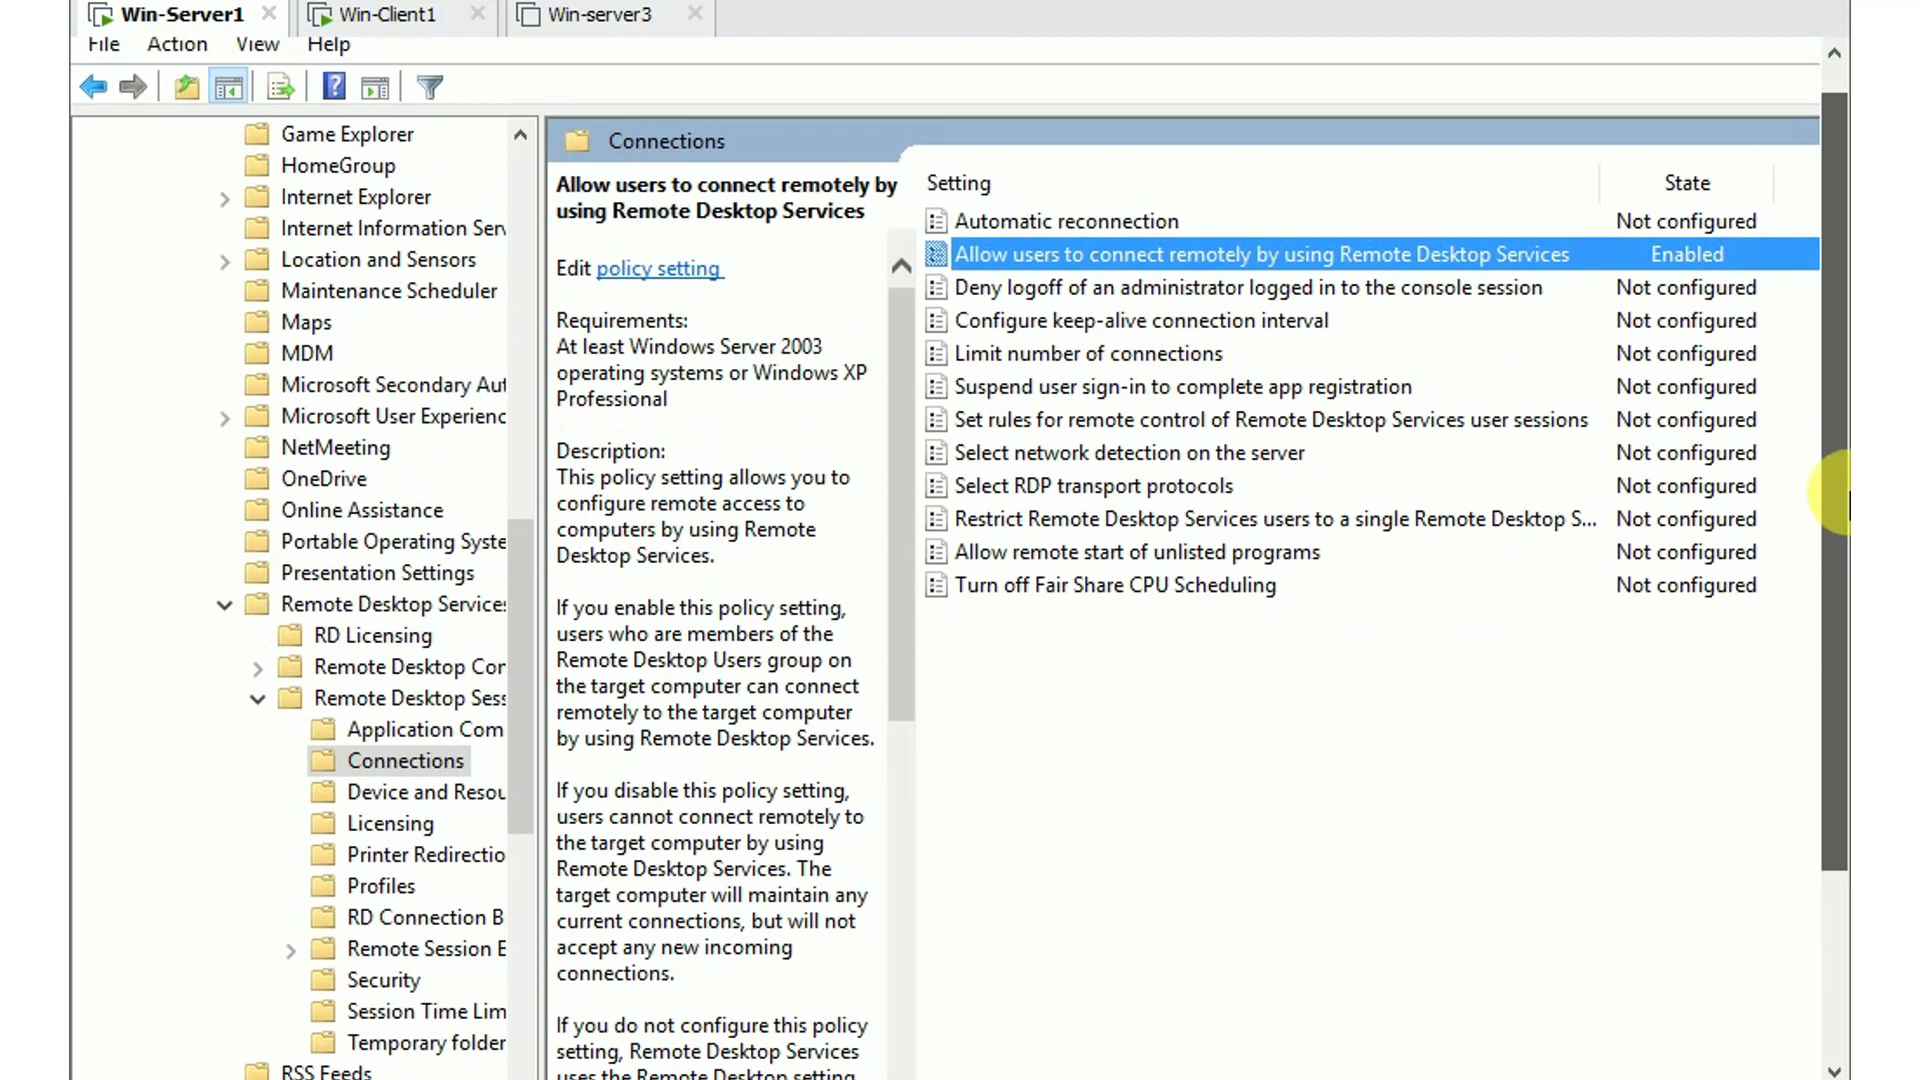 Win-Server1
Win-Client1
Win-server3
File Action View Help
Game Explorer
HomeGroup
Internet Explorer
Internet Information Serv
Location and Sensors
Maintenance Scheduler
Maps
MDM
Microsoft Secondary Aut
Microsoft User Experienc
NetMeeting
OneDrive
Online Assistance
Portable Operating Syste
Presentation Settings
Remote Desktop Services
RD Licensing
Remote Desktop Con
Remote Desktop Sess
Application Com
Connections
Device and Resou
Licensing
Printer Redirectio
Profiles
RD Connection B
Remote Session E
Security
Session Time Lim
Temporary folder
RSS Feeds
Connections
Allow users to connect remotely by
using Remote Desktop Services
Edit policy setting
Requirements:
At least Windows Server 2003
operating systems or Windows XP
Professional
Description:
This policy setting allows you to
configure remote access to
computers by using Remote
Desktop Services.
If you enable this policy setting,
users who are members of the
Remote Desktop Users group on
the target computer can connect
remotely to the target computer
by using Remote Desktop Services.
If you disable this policy setting,
users cannot connect remotely to
the target computer by using
Remote Desktop Services. The
target computer will maintain any
current connections, but will not
accept any new incoming
connections.
If you do not configure this policy
setting, Remote Desktop Services
uses the Remote Desktop setting
Setting State
Automatic reconnection Not configured
Allow users to connect remotely by using Remote Desktop Services Enabled
Deny logoff of an administrator logged in to the console session Not configured
Configure keep-alive connection interval Not configured
Limit number of connections Not configured
Suspend user sign-in to complete app registration Not configured
Set rules for remote control of Remote Desktop Services user sessions Not configured
Select network detection on the server Not configured
Select RDP transport protocols Not configured
Restrict Remote Desktop Services users to a single Remote Desktop S... Not configured
Allow remote start of unlisted programs Not configured
Turn off Fair Share CPU Scheduling Not configured